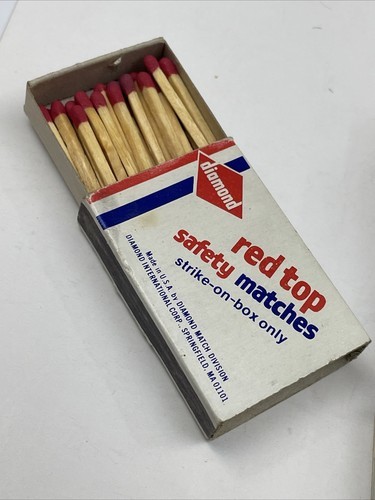 diamond
red top
safety matches
strike-on-box only
Made in U.S.A. by DIAMOND MATCH DIVISION
DIAMOND INTERNATIONAL CORP., SPRINGFIELD, MA 01101